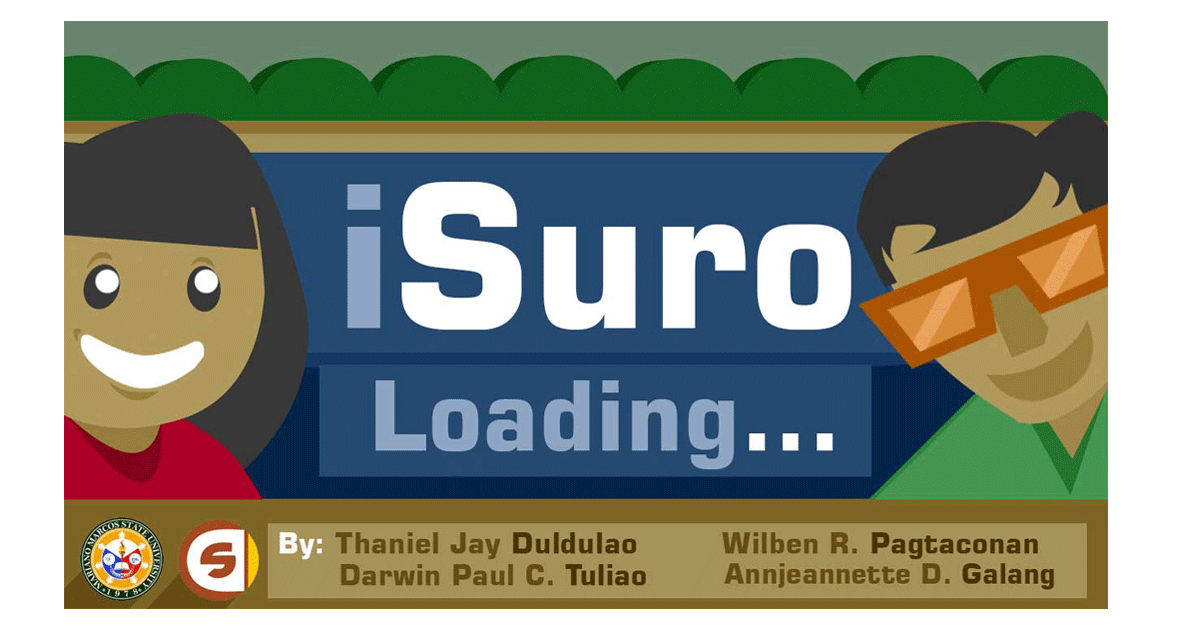 iSuro
Loading...
MARIANO MARCOS STATE UNIVERSITY
1978
S
By: Thaniel Jay Duldulao
Darwin Paul C. Tuliao
Wilben R. Pagtaconan
Annjeannette D. Galang